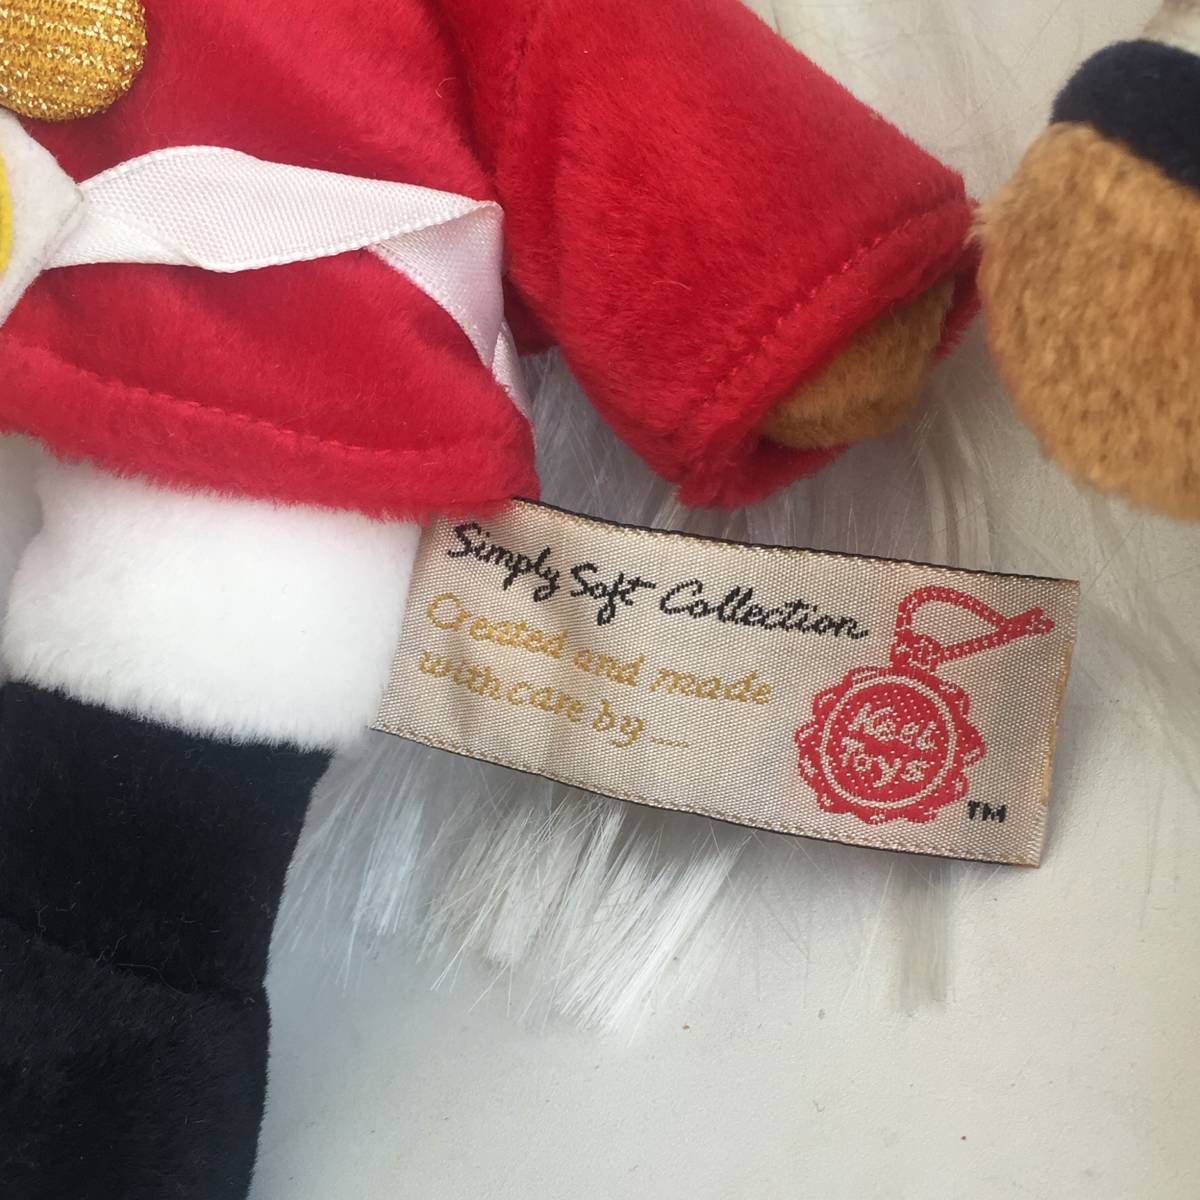 Simply Soft Collection
Created and made
with care by....
Keel
Toys
TM